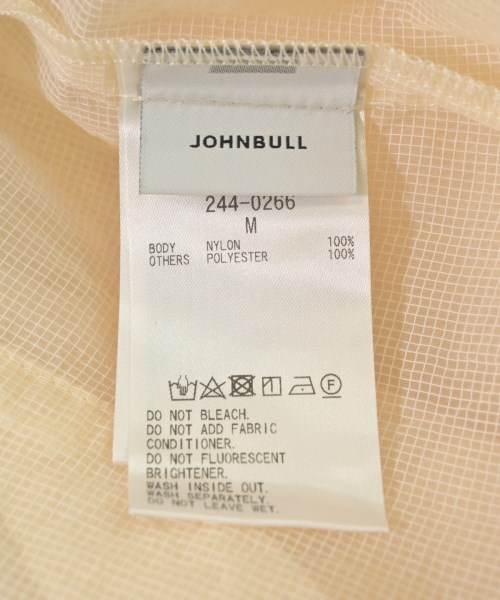 JOHNBULL
244-0266
M
BODY NYLON 100%
OTHERS POLYESTER 100%
DO NOT BLEACH.
DO NOT ADD FABRIC
CONDITIONER.
DO NOT FLUORESCENT
BRIGHTENER.
WASH INSIDE OUT.
WASH SEPARATELY.
DO NOT LEAVE WET.